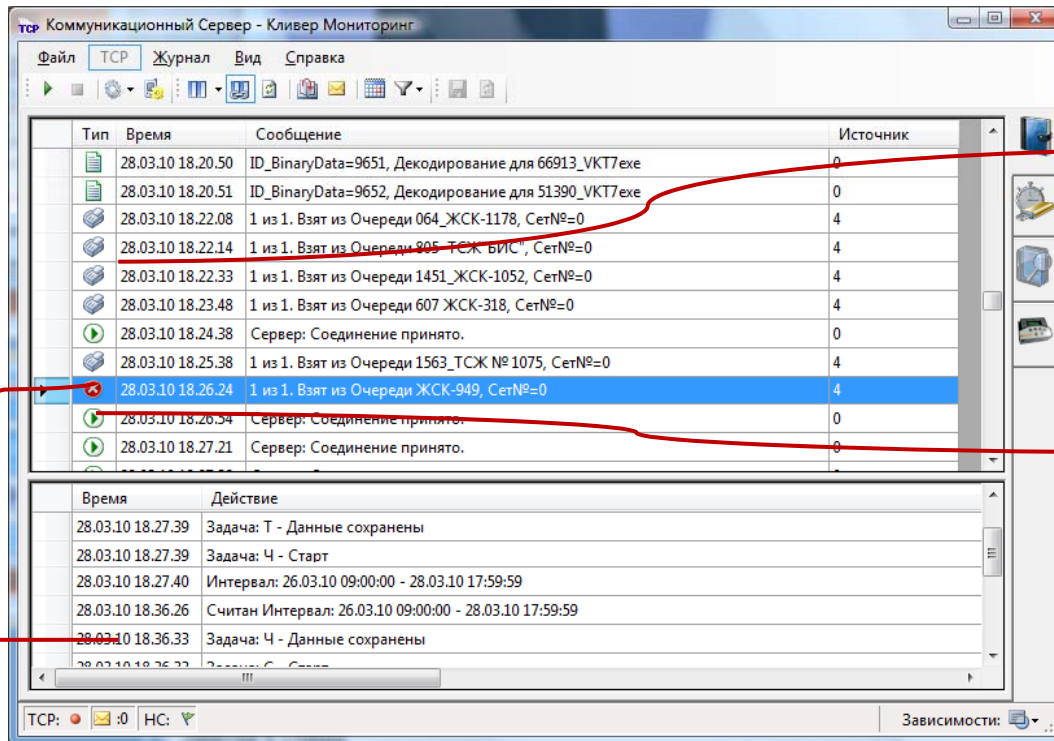 TCP Коммуникационный Сервер - Кливер Мониторинг
Файл TCP Журнал Вид Справка
Тип Время Сообщение Источник
28.03.10 18.20.50 ID_BinaryData=9651, Декодирование для 66913_VKT7exe 0
28.03.10 18.20.51 ID_BinaryData=9652, Декодирование для 51390_VKT7exe 0
28.03.10 18.22.08 1 из 1. Взят из Очереди 064_ЖСК-1178, Сет№=0 4
28.03.10 18.22.14 1 из 1. Взят из Очереди 805_ТСЖ"БИС", Сет№=0 4
28.03.10 18.22.33 1 из 1. Взят из Очереди 1451_ЖСК-1052, Сет№=0 4
28.03.10 18.23.48 1 из 1. Взят из Очереди 607 ЖСК-318, Сет№=0 4
28.03.10 18.24.38 Сервер: Соединение принято. 0
28.03.10 18.25.38 1 из 1. Взят из Очереди 1563_ТСЖ № 1075, Сет№=0 4
28.03.10 18.26.24 1 из 1. Взят из Очереди ЖСК-949, Сет№=0 4
28.03.10 18.26.54 Сервер: Соединение принято. 0
28.03.10 18.27.21 Сервер: Соединение принято. 0
Время Действие
28.03.10 18.27.39 Задача: Т - Данные сохранены
28.03.10 18.27.39 Задача: Ч - Старт
28.03.10 18.27.40 Интервал: 26.03.10 09:00:00 - 28.03.10 17:59:59
28.03.10 18.36.26 Считан Интервал: 26.03.10 09:00:00 - 28.03.10 17:59:59
28.03.10 18.36.33 Задача: Ч - Данные сохранены
TCP: :0 НС: Зависимости: